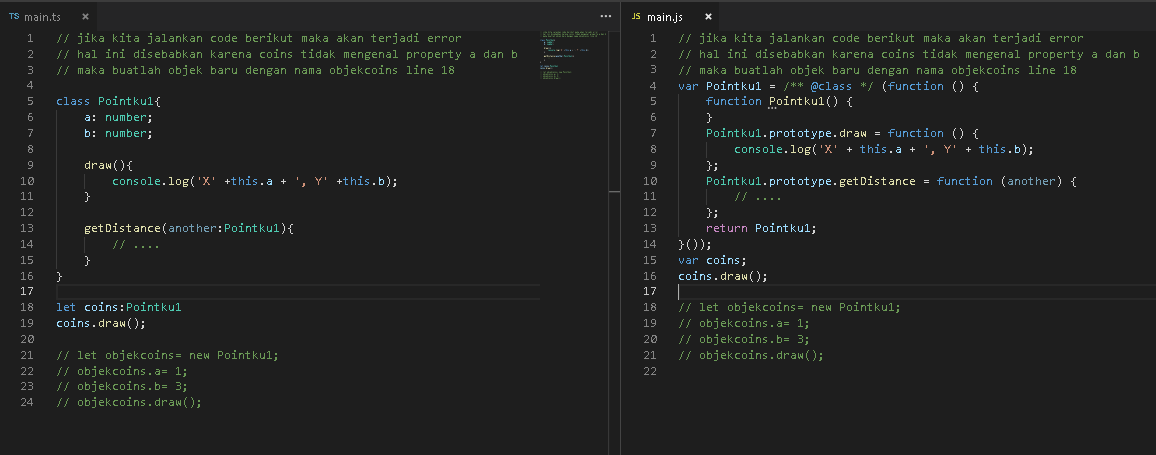 TS main.ts ×
1 // jika kita jalankan code berikut maka akan terjadi error
2 // hal ini disebabkan karena coins tidak mengenal property a dan b
3 // maka buatlah objek baru dengan nama objekcoins line 18
4
5 class Pointku1{
6     a: number;
7     b: number;
8
9     draw(){
10         console.log('X' +this.a + ', Y' +this.b);
11     }
12
13     getDistance(another:Pointku1){
14         // ....
15     }
16 }
17
18 let coins:Pointku1
19 coins.draw();
20
21 // let objekcoins= new Pointku1;
22 // objekcoins.a= 1;
23 // objekcoins.b= 3;
24 // objekcoins.draw();
JS main.js ×
1 // jika kita jalankan code berikut maka akan terjadi error
2 // hal ini disebabkan karena coins tidak mengenal property a dan b
3 // maka buatlah objek baru dengan nama objekcoins line 18
4 var Pointku1 = /** @class */ (function () {
5     function Pointku1() {
6     }
7     Pointku1.prototype.draw = function () {
8         console.log('X' + this.a + ', Y' + this.b);
9     };
10     Pointku1.prototype.getDistance = function (another) {
11         // ....
12     };
13     return Pointku1;
14 }());
15 var coins;
16 coins.draw();
17
18 // let objekcoins= new Pointku1;
19 // objekcoins.a= 1;
20 // objekcoins.b= 3;
21 // objekcoins.draw();
22